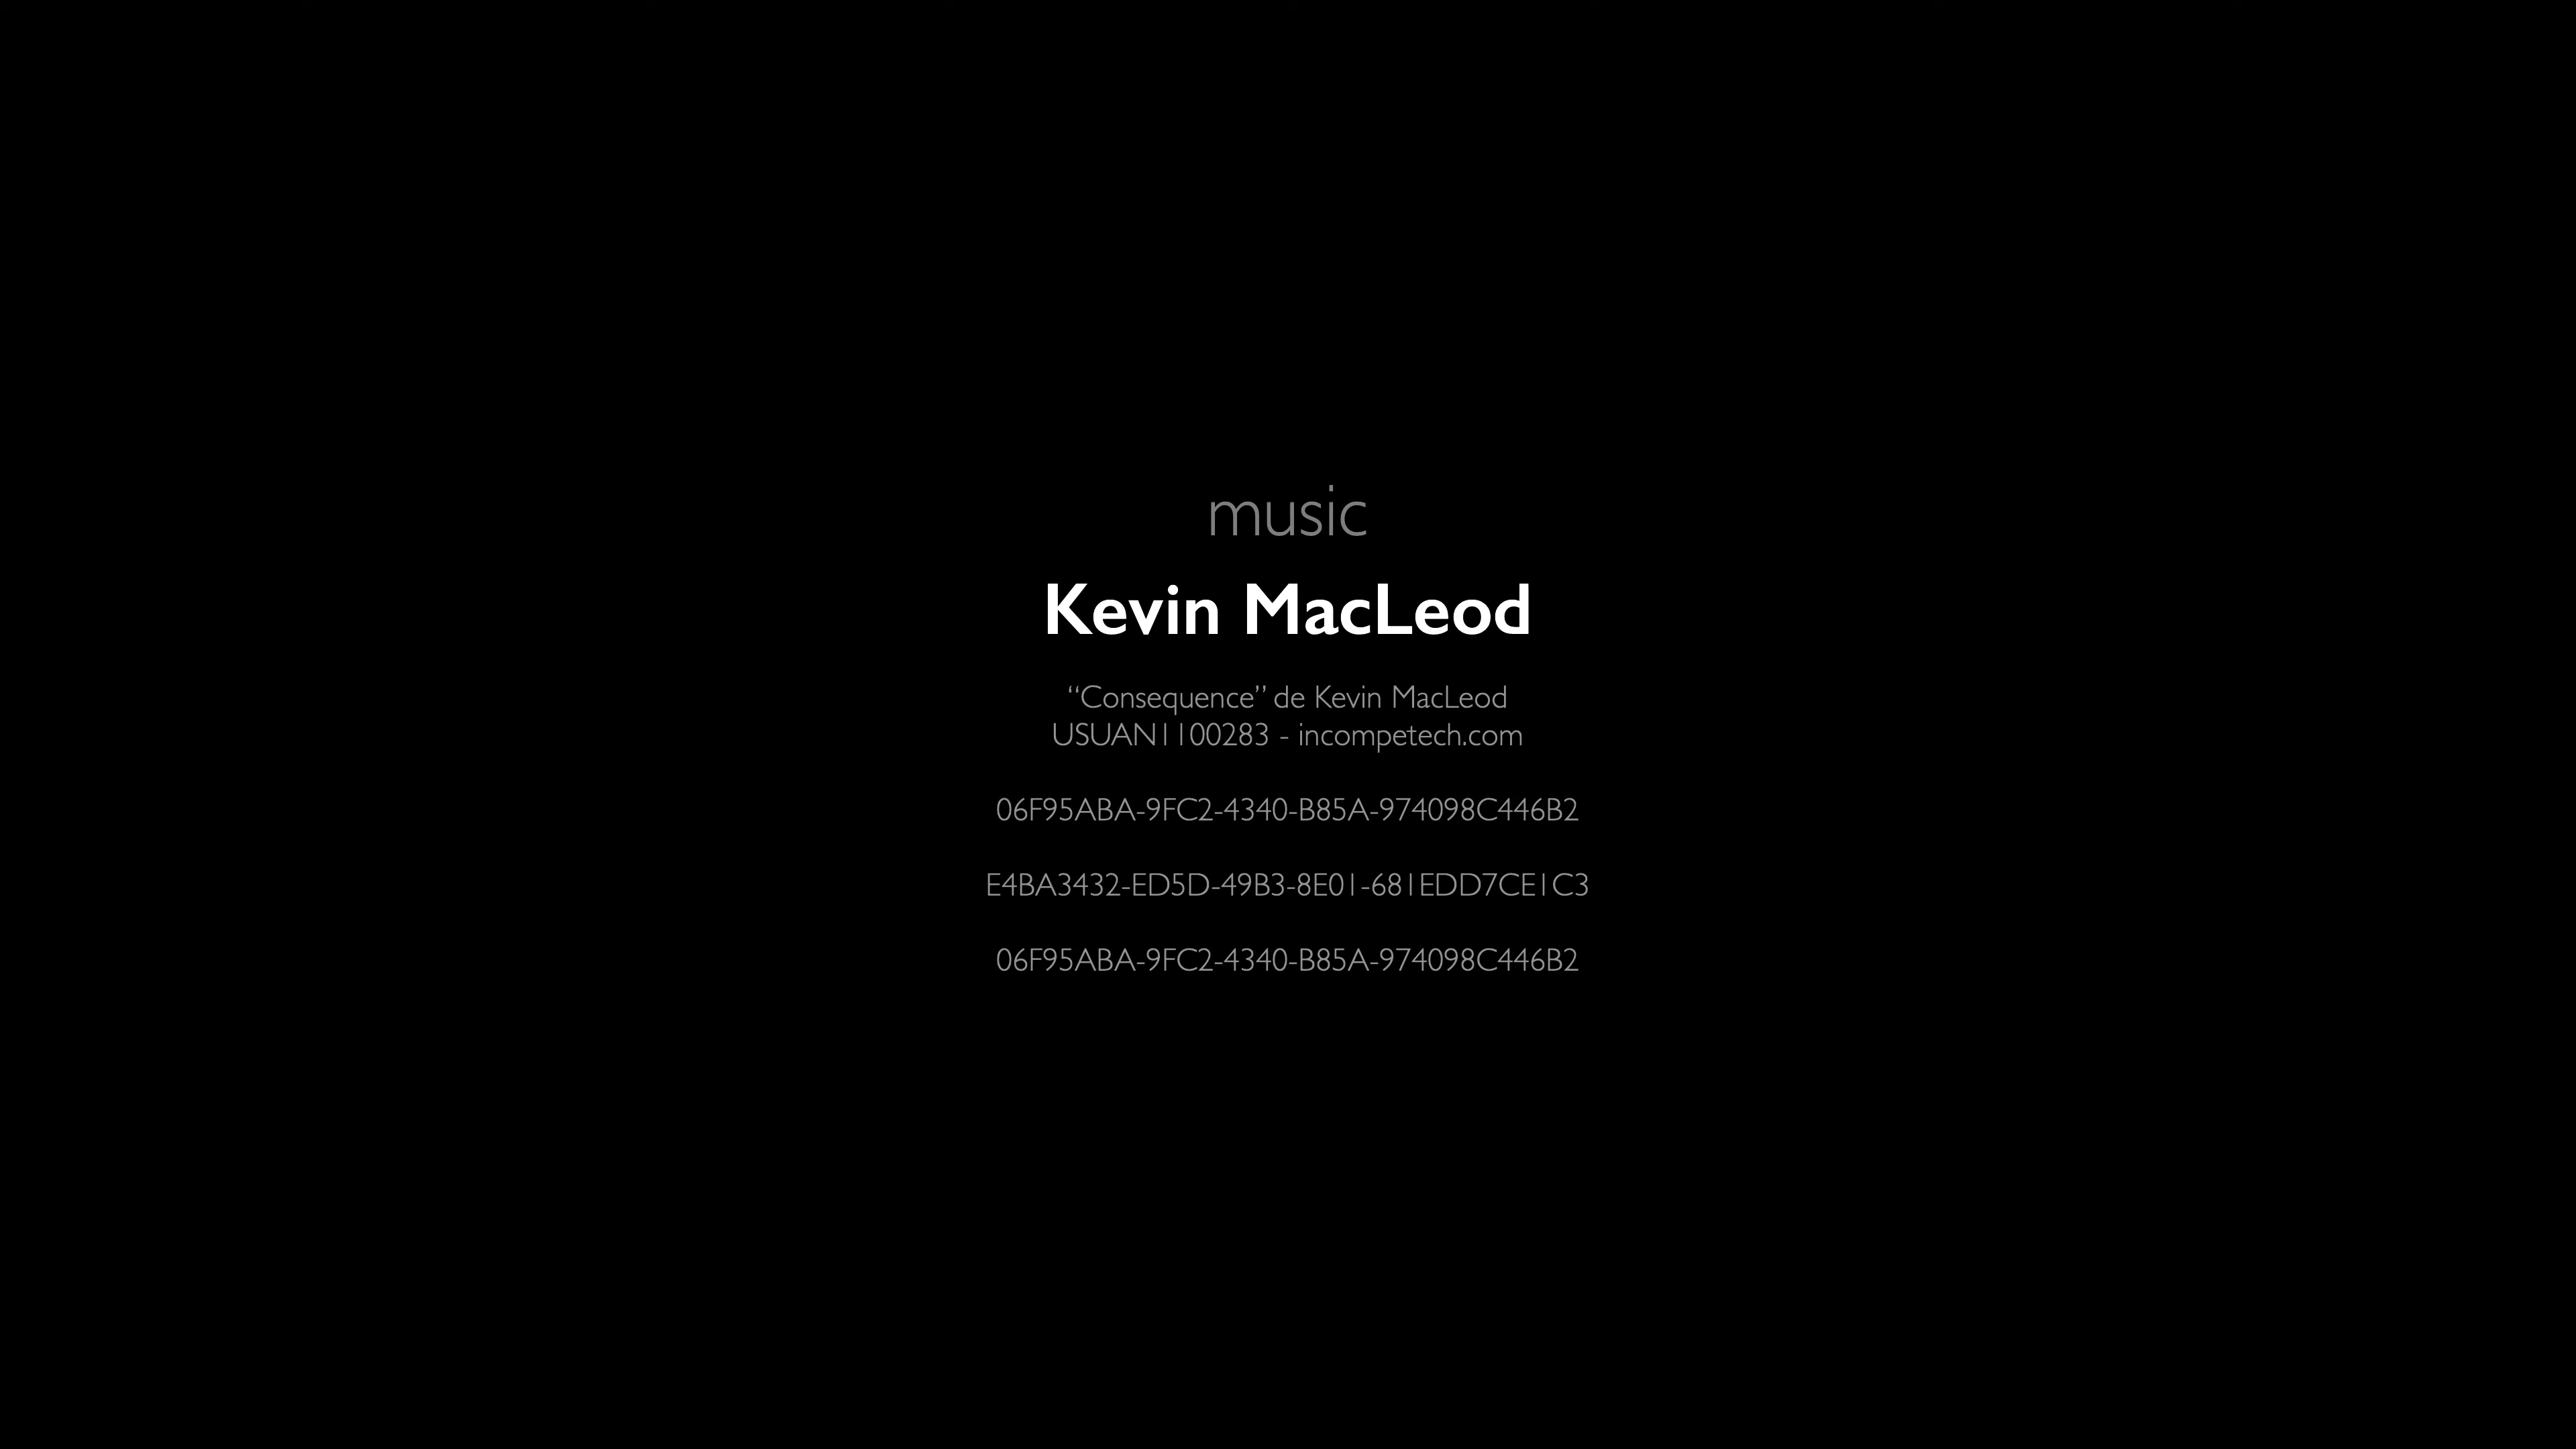 music
Kevin MacLeod
“Consequence” de Kevin MacLeod
USUAN1100283 - incompetech.com
06F95ABA-9FC2-4340-B85A-974098C446B2
E4BA3432-ED5D-49B3-8E01-681EDD7CE1C3
06F95ABA-9FC2-4340-B85A-974098C446B2